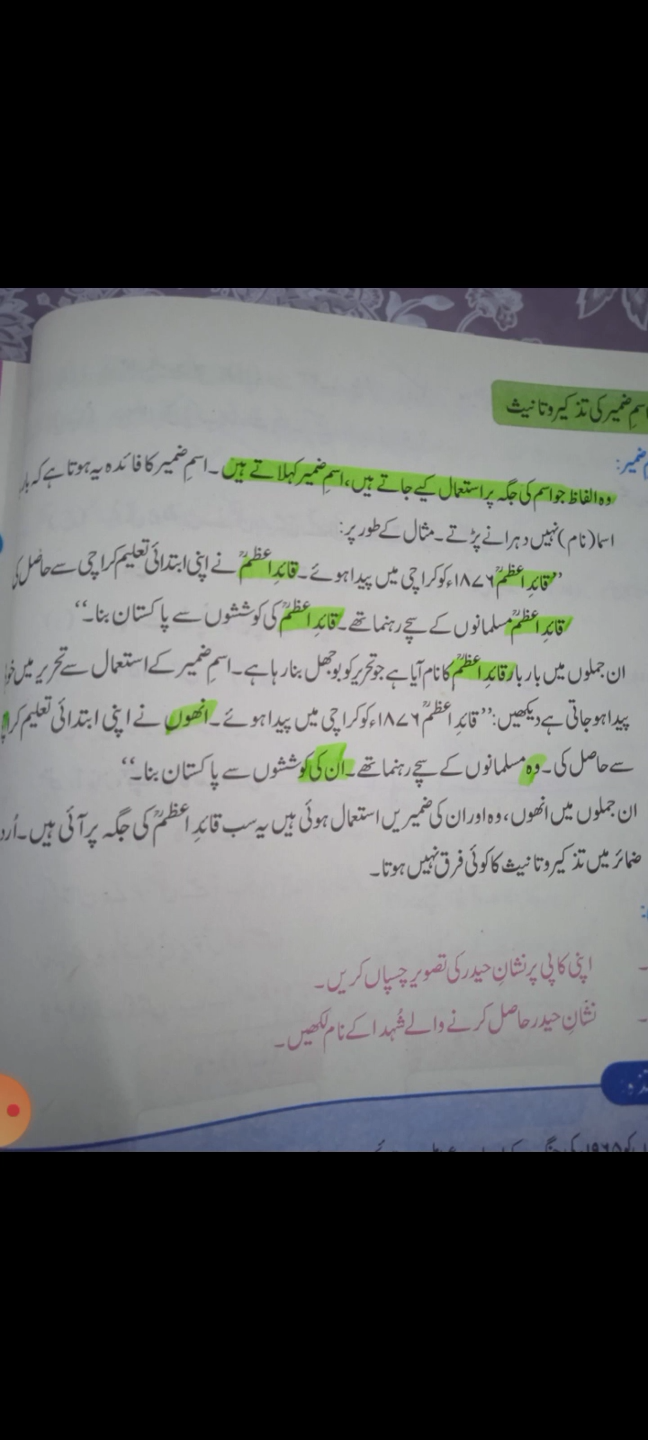 اسمِ ضمیر کی تذکیر و تانیث
ضمیر:
وہ الفاظ جو اسم کی جگہ پر استعمال کیے جاتے ہیں، اسمِ ضمیر کہلاتے ہیں۔ اسمِ ضمیر کا فائدہ یہ ہوتا ہے کہ
اسما (نام) نہیں دہرانے پڑتے۔ مثال کے طور پر:
”قائدِ اعظمؒ ۱۸۷۶ء کو کراچی میں پیدا ہوئے۔ قائدِ اعظمؒ نے اپنی ابتدائی تعلیم کراچی سے حاصل کی
قائدِ اعظمؒ مسلمانوں کے سچے رہنما تھے۔ قائدِ اعظمؒ کی کوششوں سے پاکستان بنا۔“
ان جملوں میں بار بار قائدِ اعظمؒ کا نام آیا ہے جو تحریر کو بوجھل بنا رہا ہے۔ اسمِ ضمیر کے استعمال سے تحریر میں
پیدا ہو جاتی ہے دیکھیں: ”قائدِ اعظمؒ ۱۸۷۶ء کو کراچی میں پیدا ہوئے۔ انھوں نے اپنی ابتدائی تعلیم
سے حاصل کی۔ وہ مسلمانوں کے سچے رہنما تھے۔ ان کی کوششوں سے پاکستان بنا۔“
ان جملوں میں انھوں، وہ اور ان کی ضمیریں استعمال ہوئی ہیں یہ سب قائدِ اعظمؒ کی جگہ پر آئی ہیں۔
ضمائر میں تذکیر و تانیث کا کوئی فرق نہیں ہوتا۔
اپنی کاپی پر نشانِ حیدر کی تصویر چسپاں کریں۔
نشانِ حیدر حاصل کرنے والے شُہدا کے نام لکھیں۔